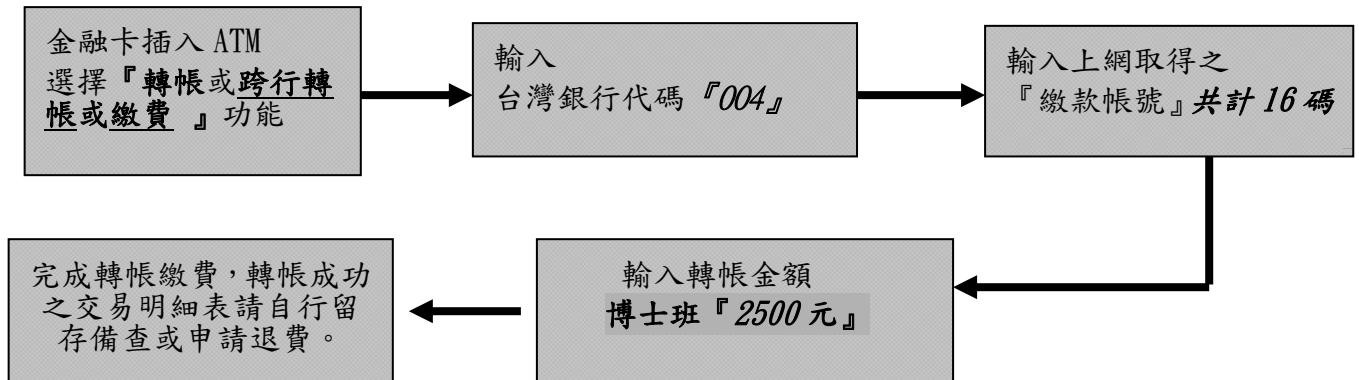 金融卡插入 ATM
選擇『轉帳或跨行轉
帳或繳費 』功能
輸入
台灣銀行代碼『004』
輸入上網取得之
『繳款帳號』共計 16 碼
輸入轉帳金額
博士班『2500 元』
完成轉帳繳費，轉帳成功
之交易明細表請自行留
存備查或申請退費。